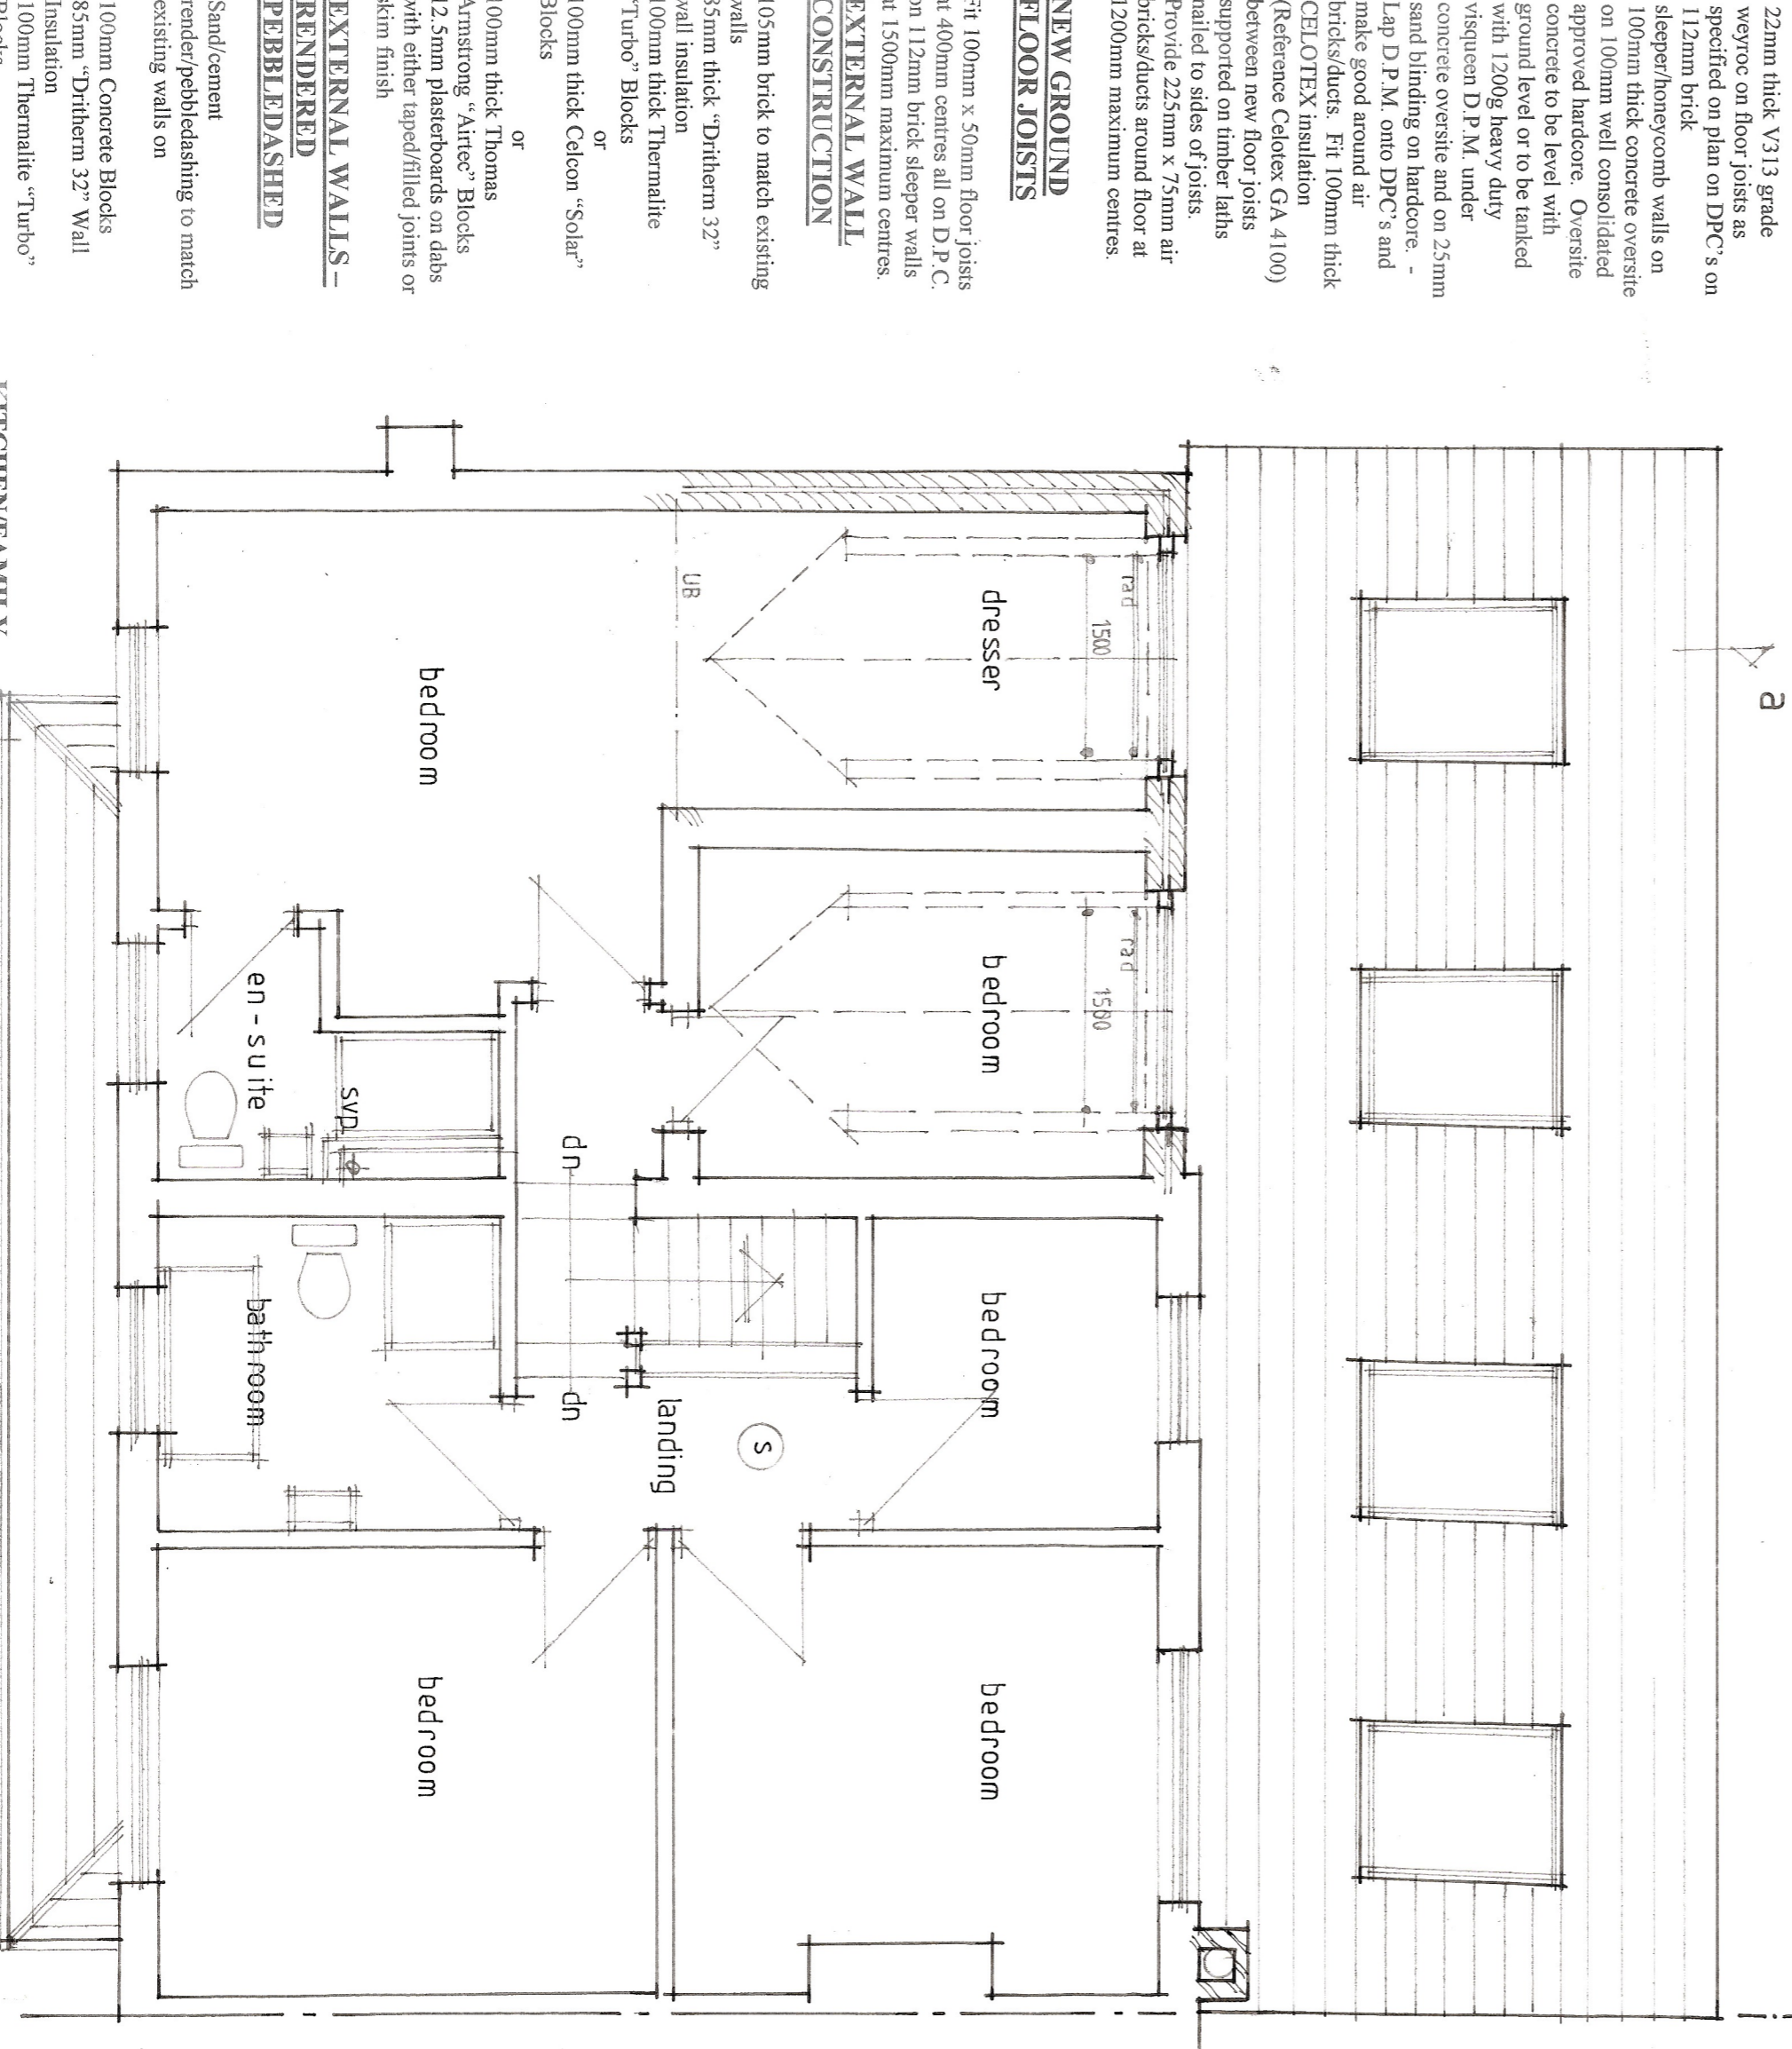 22mm thick V313 grade
weyroc on floor joists as
specified on plan on DPC's on
112mm brick
sleeper/honeycomb walls on
100mm thick concrete oversite
on 100mm well consolidated
approved hardcore. Oversite
concrete to be level with
ground level or to be tanked
with 1200g heavy duty
visqueen D.P.M. under
concrete oversite and on 25mm
sand blinding on hardcore. -
Lap D.P.M. onto DPC's and
make good around air
bricks/ducts. Fit 100mm thick
CELOTEX insulation
(Reference Celotex GA 4100)
between new floor joists
supported on timber laths
nailed to sides of joists.
Provide 225mm x 75mm air
bricks/ducts around floor at
1200mm maximum centres.
NEW GROUND
FLOOR JOISTS
Fit 100mm x 50mm floor joists
at 400mm centres all on D.P.C.
on 112mm brick sleeper walls
at 1500mm maximum centres.
EXTERNAL WALL
CONSTRUCTION
105mm brick to match existing
walls
85mm thick "Dritherm 32"
wall insulation
100mm thick Thermalite
"Turbo" Blocks
or
100mm thick Celcon "Solar"
Blocks
or
100mm thick Thomas
Armstrong "Airtec" Blocks
12.5mm plasterboards on dabs
with either taped/filled joints or
skim finish
EXTERNAL WALLS –
RENDERED
PEBBLEDASHED
Sand/cement
render/pebbledashing to match
existing walls on
100mm Concrete Blocks
85mm "Dritherm 32" Wall
Insulation
100mm Thermalite "Turbo"
Blocks
KITCHEN/FAMILY
a
rad
rad
1500
1500
dresser
bedroom
bedroom
bedroom
s
UB
landing
dn
dn
bedroom
bedroom
svp
en-suite
bathroom